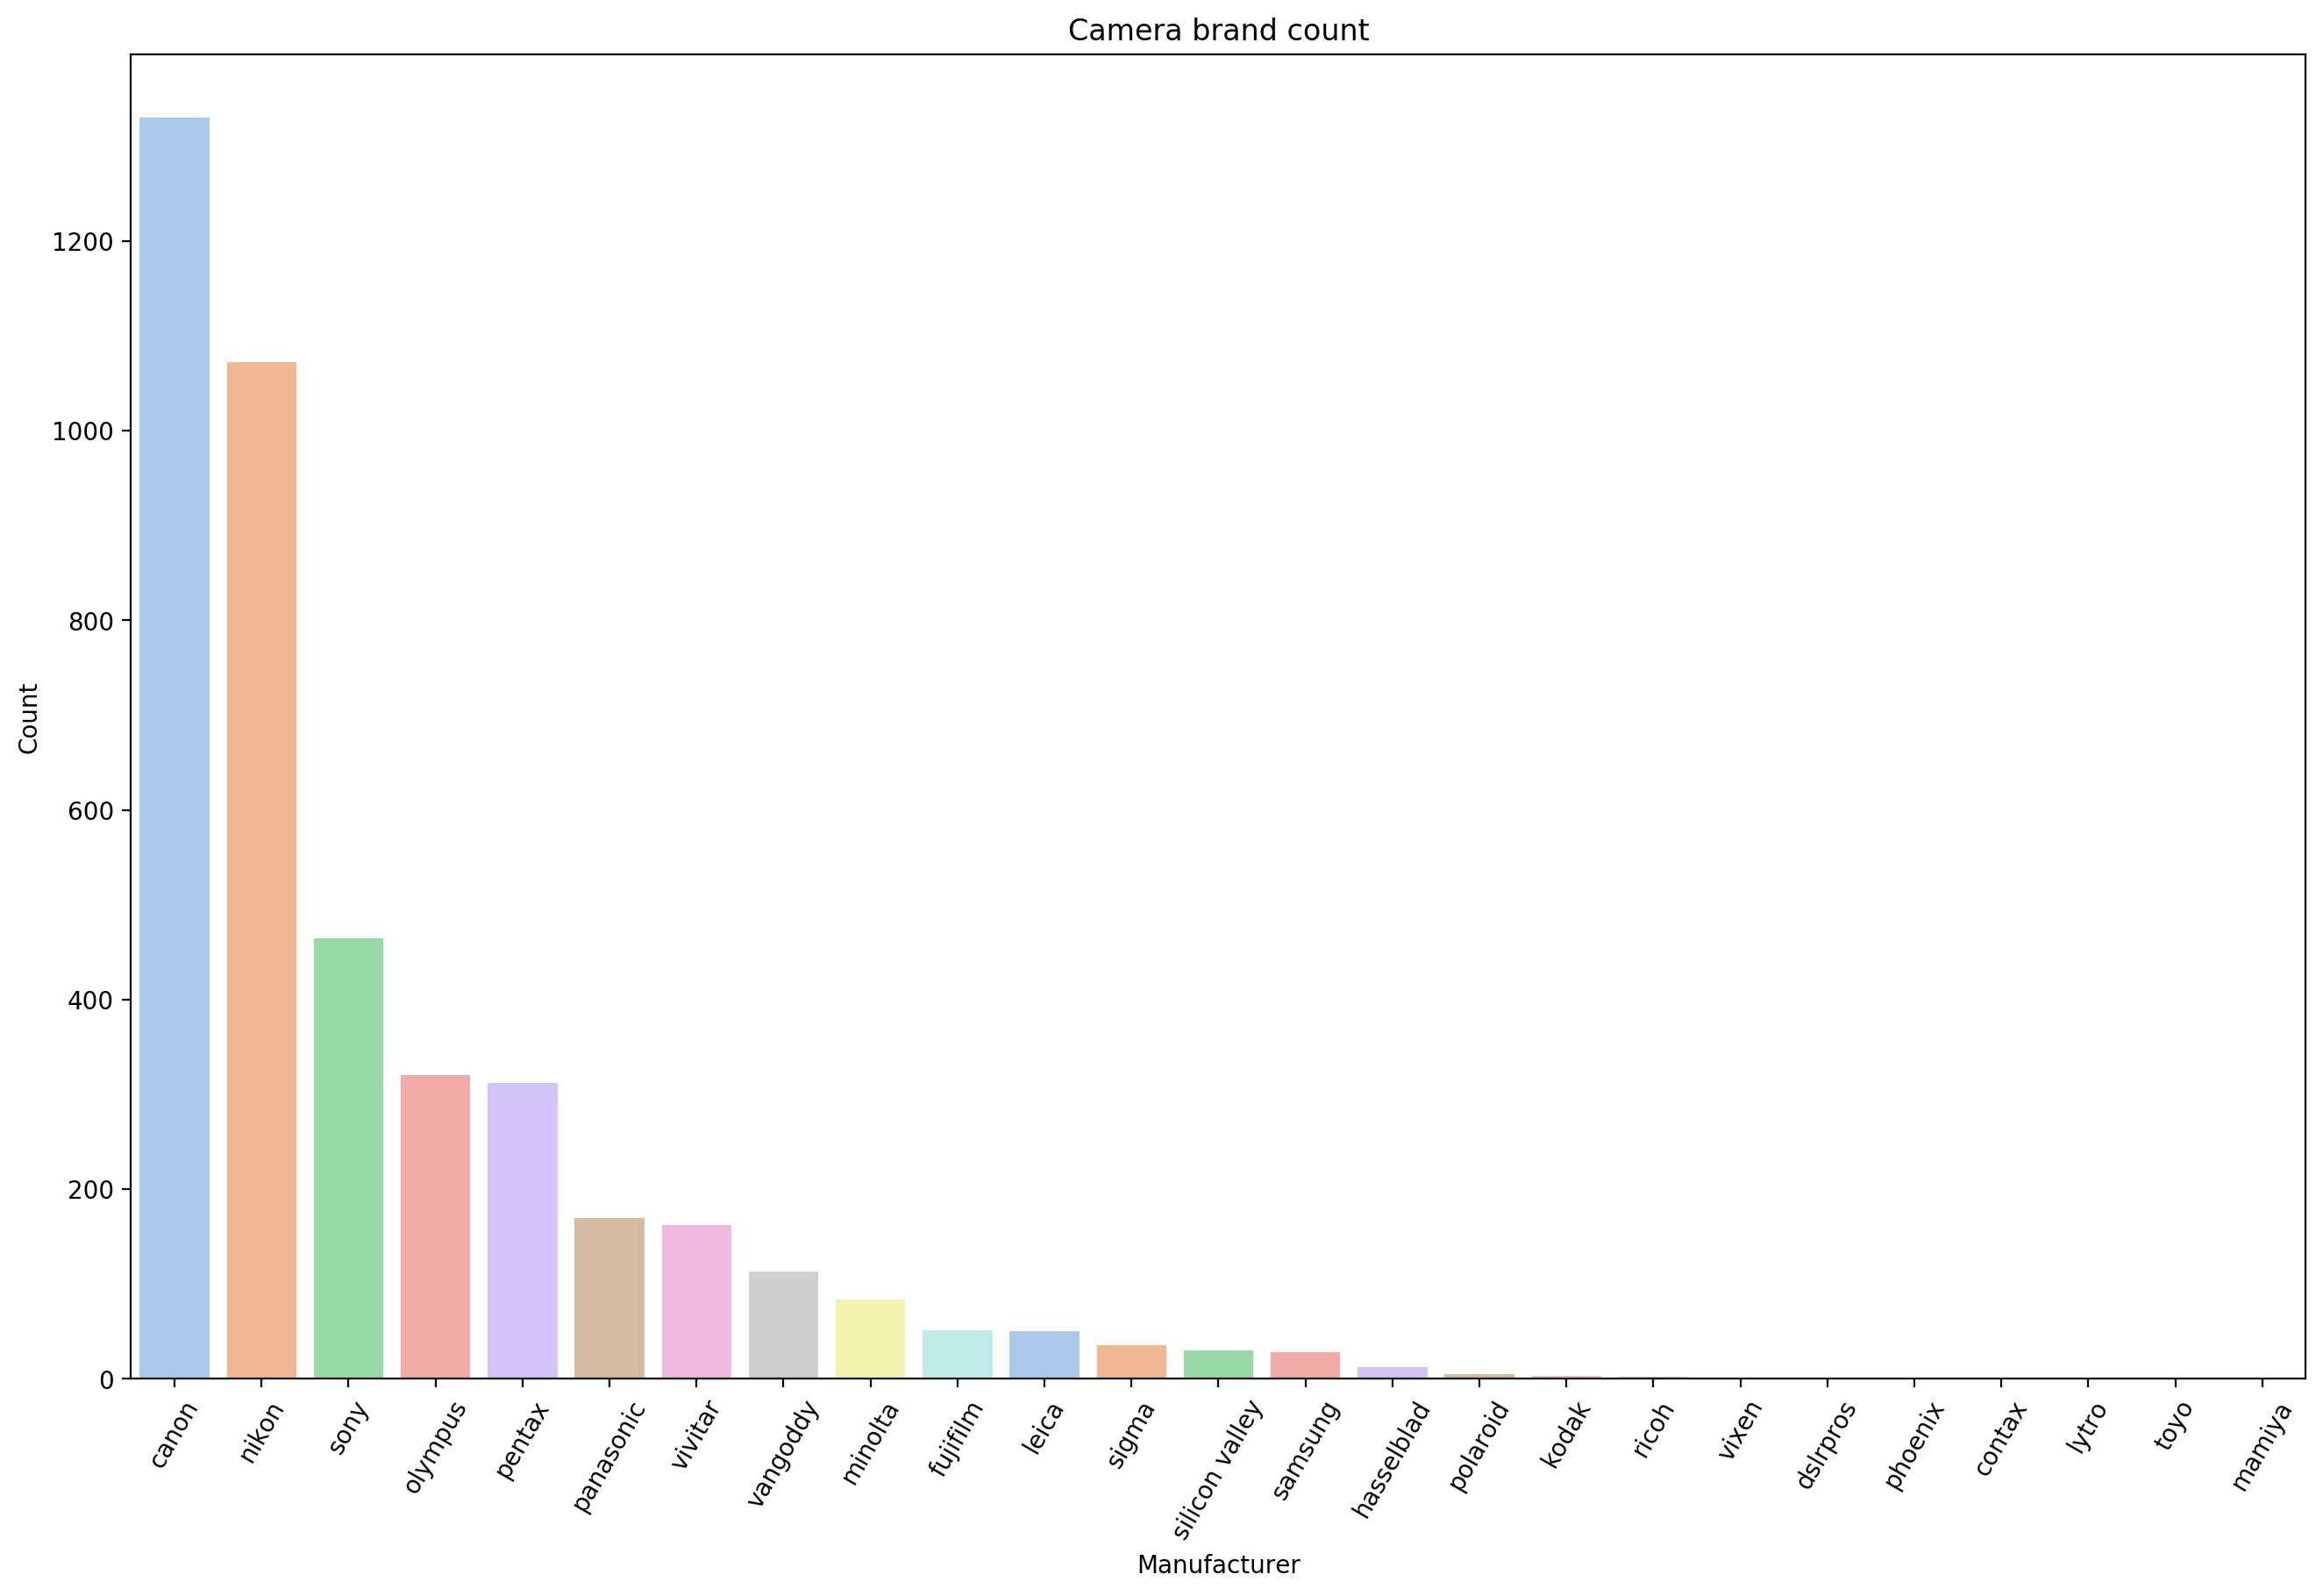 Camera brand count
Count
1200
1000
800
600
400
200
0
canon
nikon
sony
olympus
pentax
panasonic
vivitar
vangoddy
minolta
fujifilm
leica
sigma
silicon valley
samsung
hasselblad
polaroid
kodak
ricoh
vixen
dslrpros
phoenix
contax
lytro
toyo
mamiya
Manufacturer